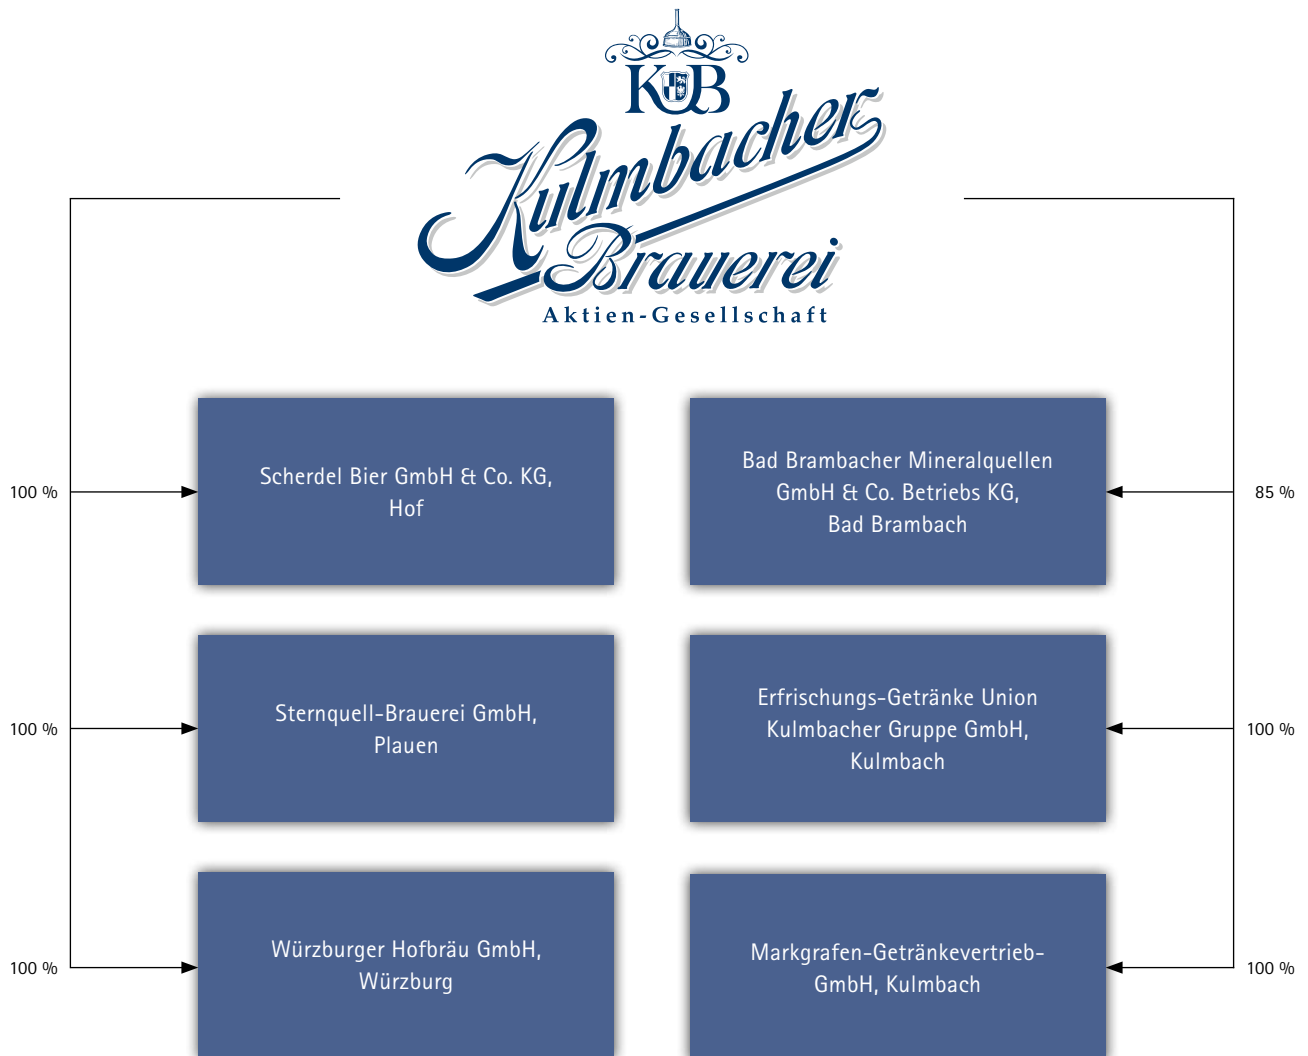 KB
Kulmbacher
Brauerei
Aktien-Gesellschaft
100 %
Scherdel Bier GmbH & Co. KG,
Hof
Bad Brambacher Mineralquellen
GmbH & Co. Betriebs KG,
Bad Brambach
85 %
100 %
Sternquell-Brauerei GmbH,
Plauen
Erfrischungs-Getränke Union
Kulmbacher Gruppe GmbH,
Kulmbach
100 %
100 %
Würzburger Hofbräu GmbH,
Würzburg
Markgrafen-Getränkevertrieb-
GmbH, Kulmbach
100 %